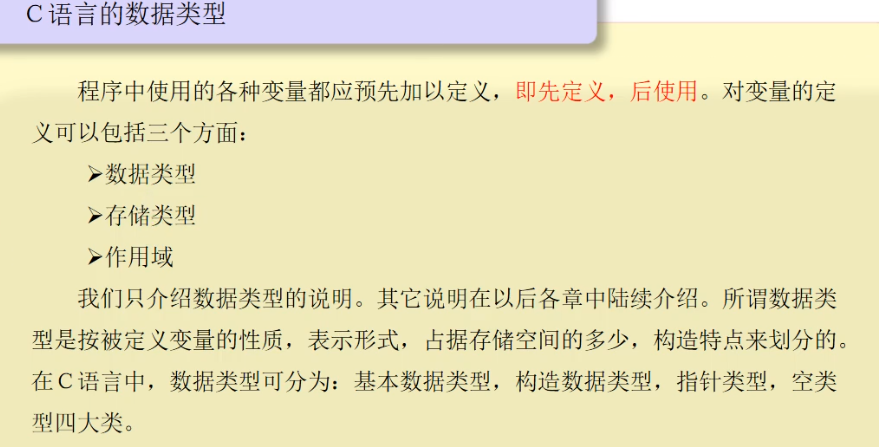 C语言的数据类型
程序中使用的各种变量都应预先加以定义，即先定义，后使用。对变量的定
义可以包括三个方面：
➢数据类型
➢存储类型
➢作用域
我们只介绍数据类型的说明。其它说明在以后各章中陆续介绍。所谓数据类
型是按被定义变量的性质，表示形式，占据存储空间的多少，构造特点来划分的。
在C语言中，数据类型可分为：基本数据类型，构造数据类型，指针类型，空类
型四大类。